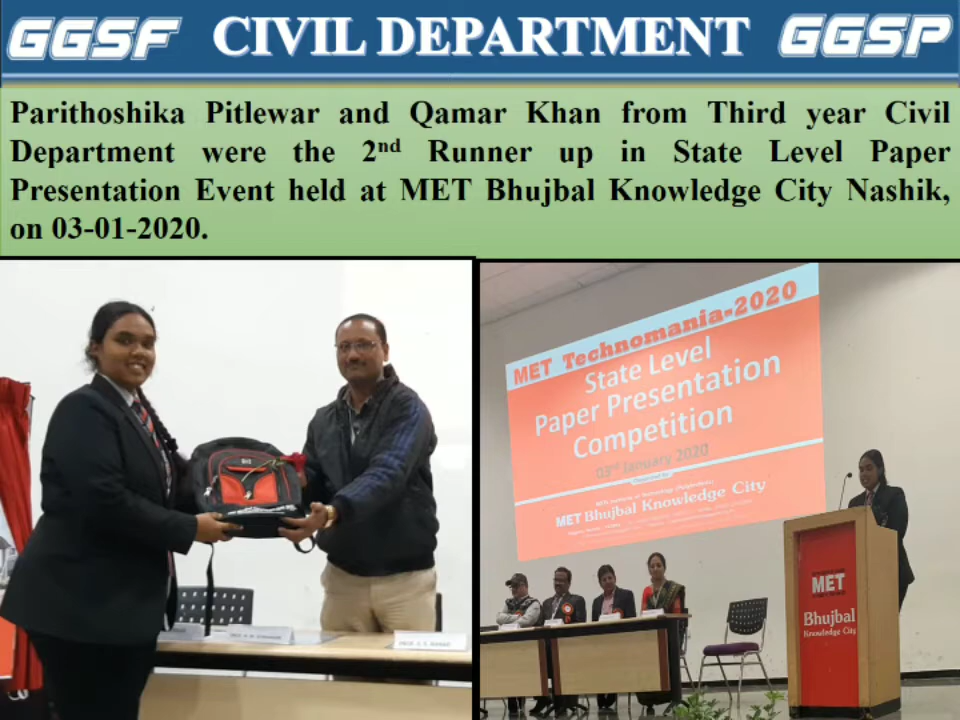 GGSF CIVIL DEPARTMENT GGSP
Parithoshika Pitlewar and Qamar Khan from Third year Civil
Department were the 2nd Runner up in State Level Paper
Presentation Event held at MET Bhujbal Knowledge City Nashik,
on 03-01-2020.
MET Technomania-2020
State Level
Paper Presentation
Competition
03rd January 2020
MET Bhujbal Knowledge City
MET
Bhujbal
Knowledge City